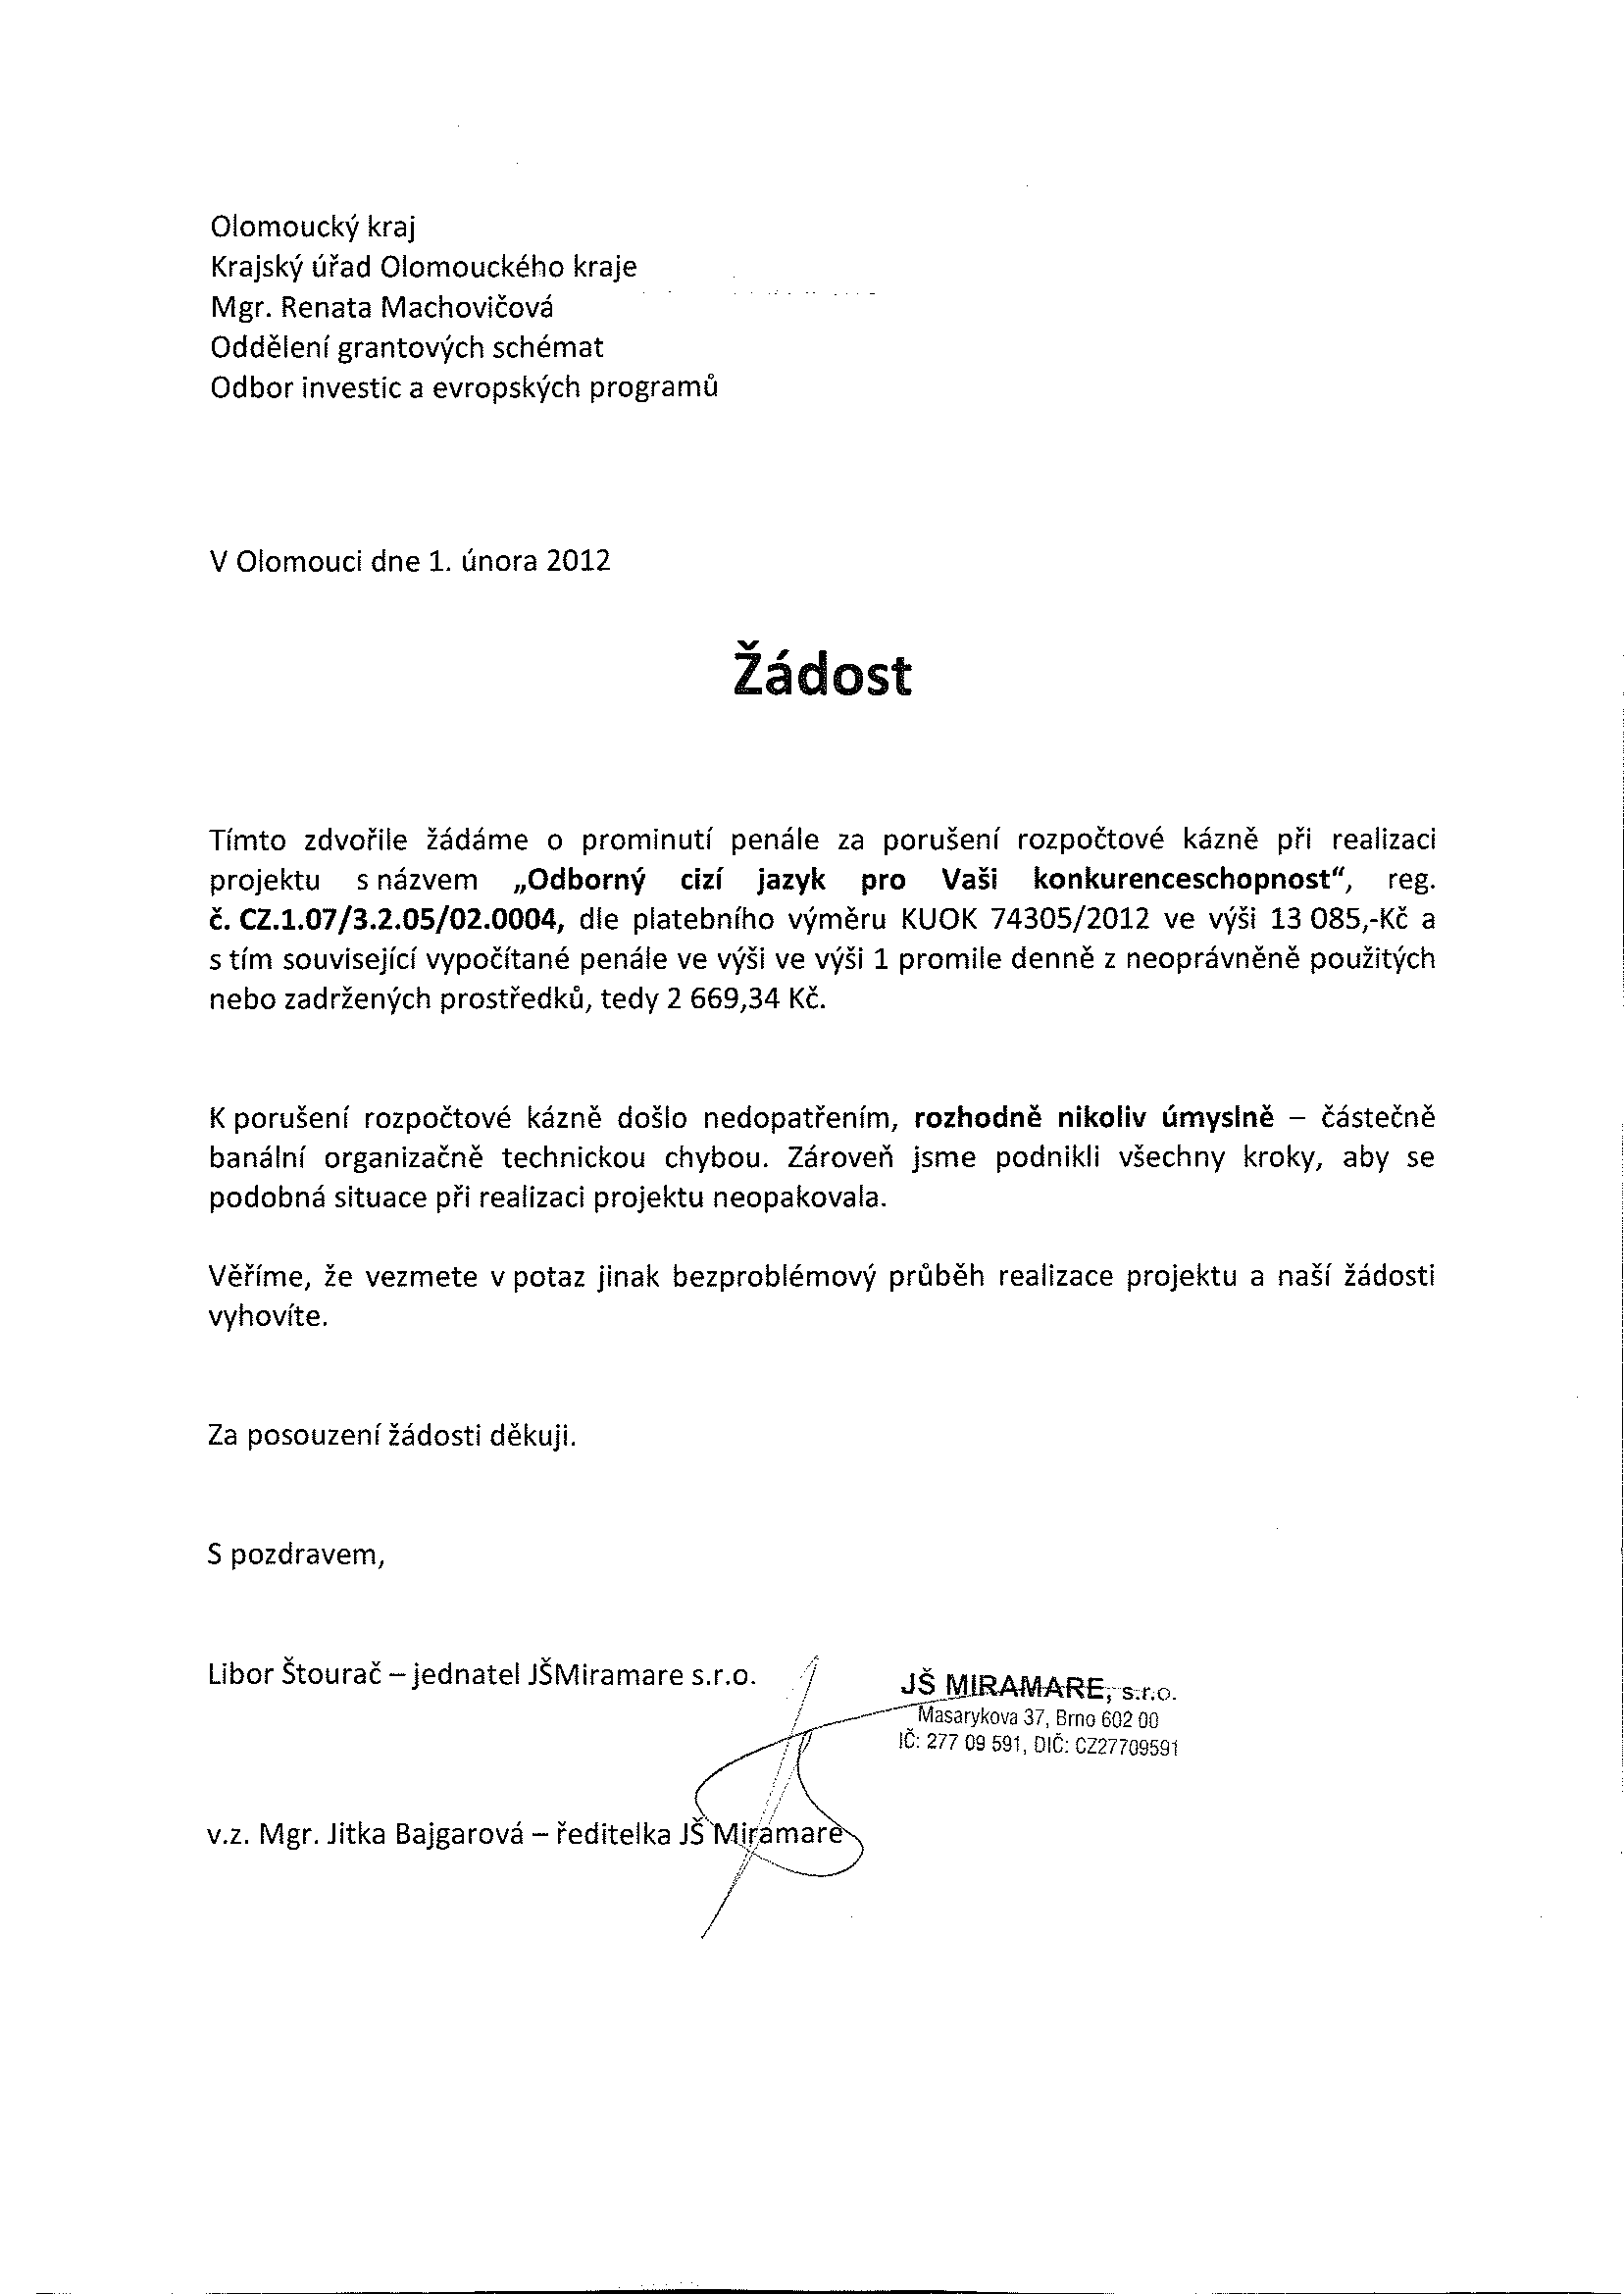 Olomoucký kraj
Krajský úřad Olomouckého kraje
Mgr. Renata Machovičová
Oddělení grantových schémat
Odbor investic a evropských programů
V Olomouci dne 1. února 2012
Žádost
Tímto zdvořile žádáme o prominutí penále za porušení rozpočtové kázně při realizaci
projektu s názvem „Odborný cizí jazyk pro Vaši konkurenceschopnost“, reg.
č. CZ.1.07/3.2.05/02.0004, dle platebního výměru KUOK 74305/2012 ve výši 13 085,-Kč a
s tím související vypočítané penále ve výši ve výši 1 promile denně z neoprávněně použitých
nebo zadržených prostředků, tedy 2 669,34 Kč.
K porušení rozpočtové kázně došlo nedopatřením, rozhodně nikoliv úmyslně – částečně
banální organizačně technickou chybou. Zároveň jsme podnikli všechny kroky, aby se
podobná situace při realizaci projektu neopakovala.
Věříme, že vezmete v potaz jinak bezproblémový průběh realizace projektu a naší žádosti
vyhovíte.
Za posouzení žádosti děkuji.
S pozdravem,
Libor Štourač – jednatel JŠMiramare s.r.o.
JŠ MIRAMARE, s.r.o.
Masarykova 37, Brno 602 00
IČ: 277 09 591, DIČ: CZ27709591
v.z. Mgr. Jitka Bajgarová – ředitelka JŠ Miramare